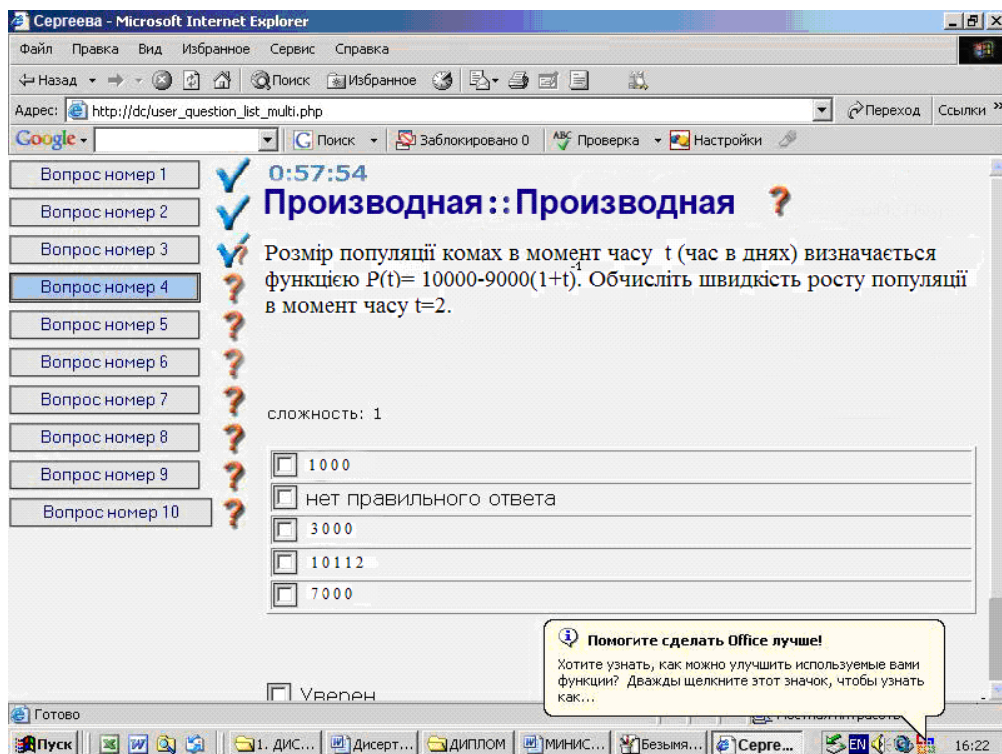 Сергеева - Microsoft Internet Explorer
Файл Правка Вид Избранное Сервис Справка
Назад Поиск Избранное
Адрес: http://dc/user_question_list_multi.php Переход Ссылки »
Google Поиск Заблокировано 0 ABC Проверка Настройки
Вопрос номер 1
Вопрос номер 2
Вопрос номер 3
Вопрос номер 4
Вопрос номер 5
Вопрос номер 6
Вопрос номер 7
Вопрос номер 8
Вопрос номер 9
Вопрос номер 10
0:57:54
Производная::Производная ?
Розмір популяції комах в момент часу t (час в днях) визначається
функцією P(t)= 10000-9000(1+t)⁻¹. Обчисліть швидкість росту популяції
в момент часу t=2.
сложность: 1
1000
нет правильного ответа
3000
10112
7000
Уверен
Помогите сделать Office лучше!
Хотите узнать, как можно улучшить используемые вами
функции? Дважды щелкните этот значок, чтобы узнать
как...
Готово
Пуск 1. ДИС... Дисерт... ДИПЛОМ МИНИС... Безымя... Серге... EN 16:22